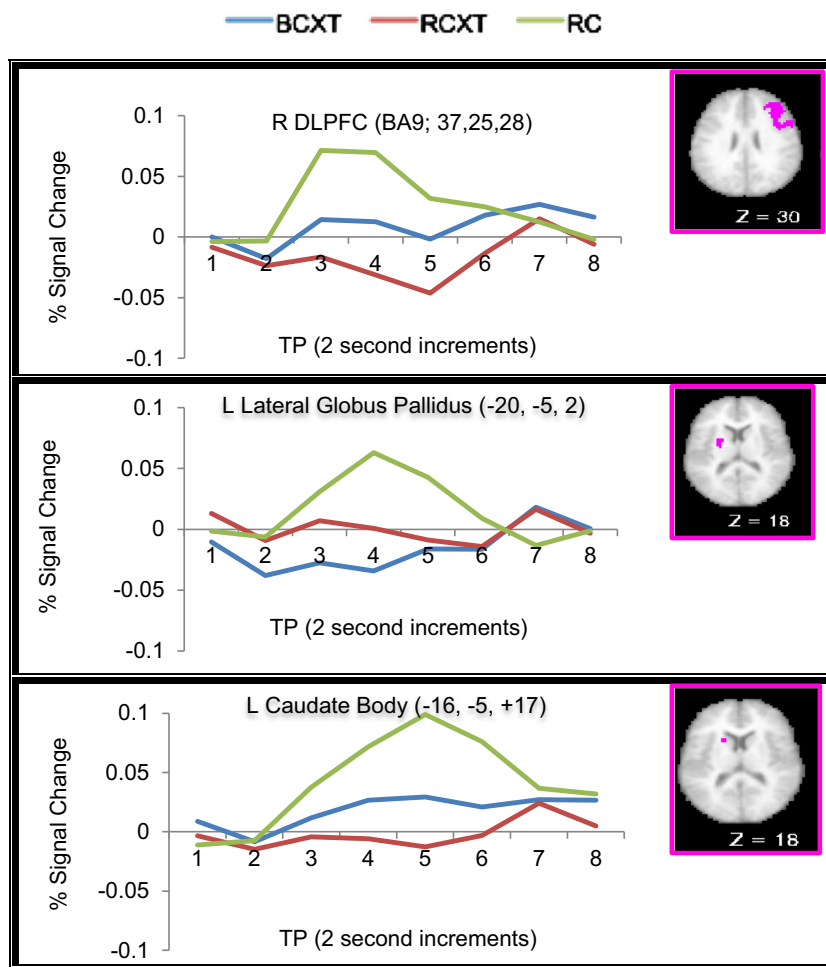 BCXT RCXT RC
R DLPFC (BA9; 37,25,28)
% Signal Change
0.1
0.05
0
-0.05
-0.1
1 2 3 4 5 6 7 8
TP (2 second increments)
Z = 30
L Lateral Globus Pallidus (-20, -5, 2)
% Signal Change
0.1
0.05
0
-0.05
-0.1
1 2 3 4 5 6 7 8
TP (2 second increments)
Z = 18
L Caudate Body (-16, -5, +17)
% Signal Change
0.1
0.05
0
-0.05
-0.1
1 2 3 4 5 6 7 8
TP (2 second increments)
Z = 18